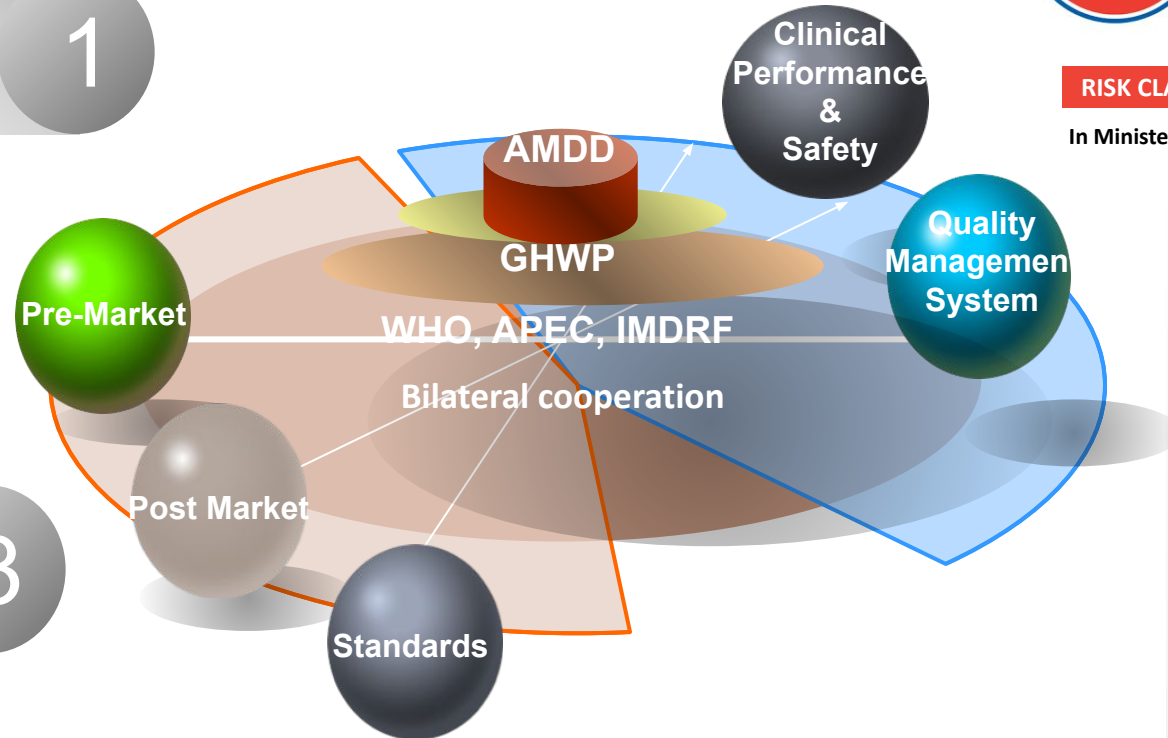 1
Clinical
Performance
&
Safety
RISK CLA
In Ministe
AMDD
Quality
Managemen
System
GHWP
Pre-Market
WHO, APEC, IMDRF
Bilateral cooperation
Post Market
3
Standards